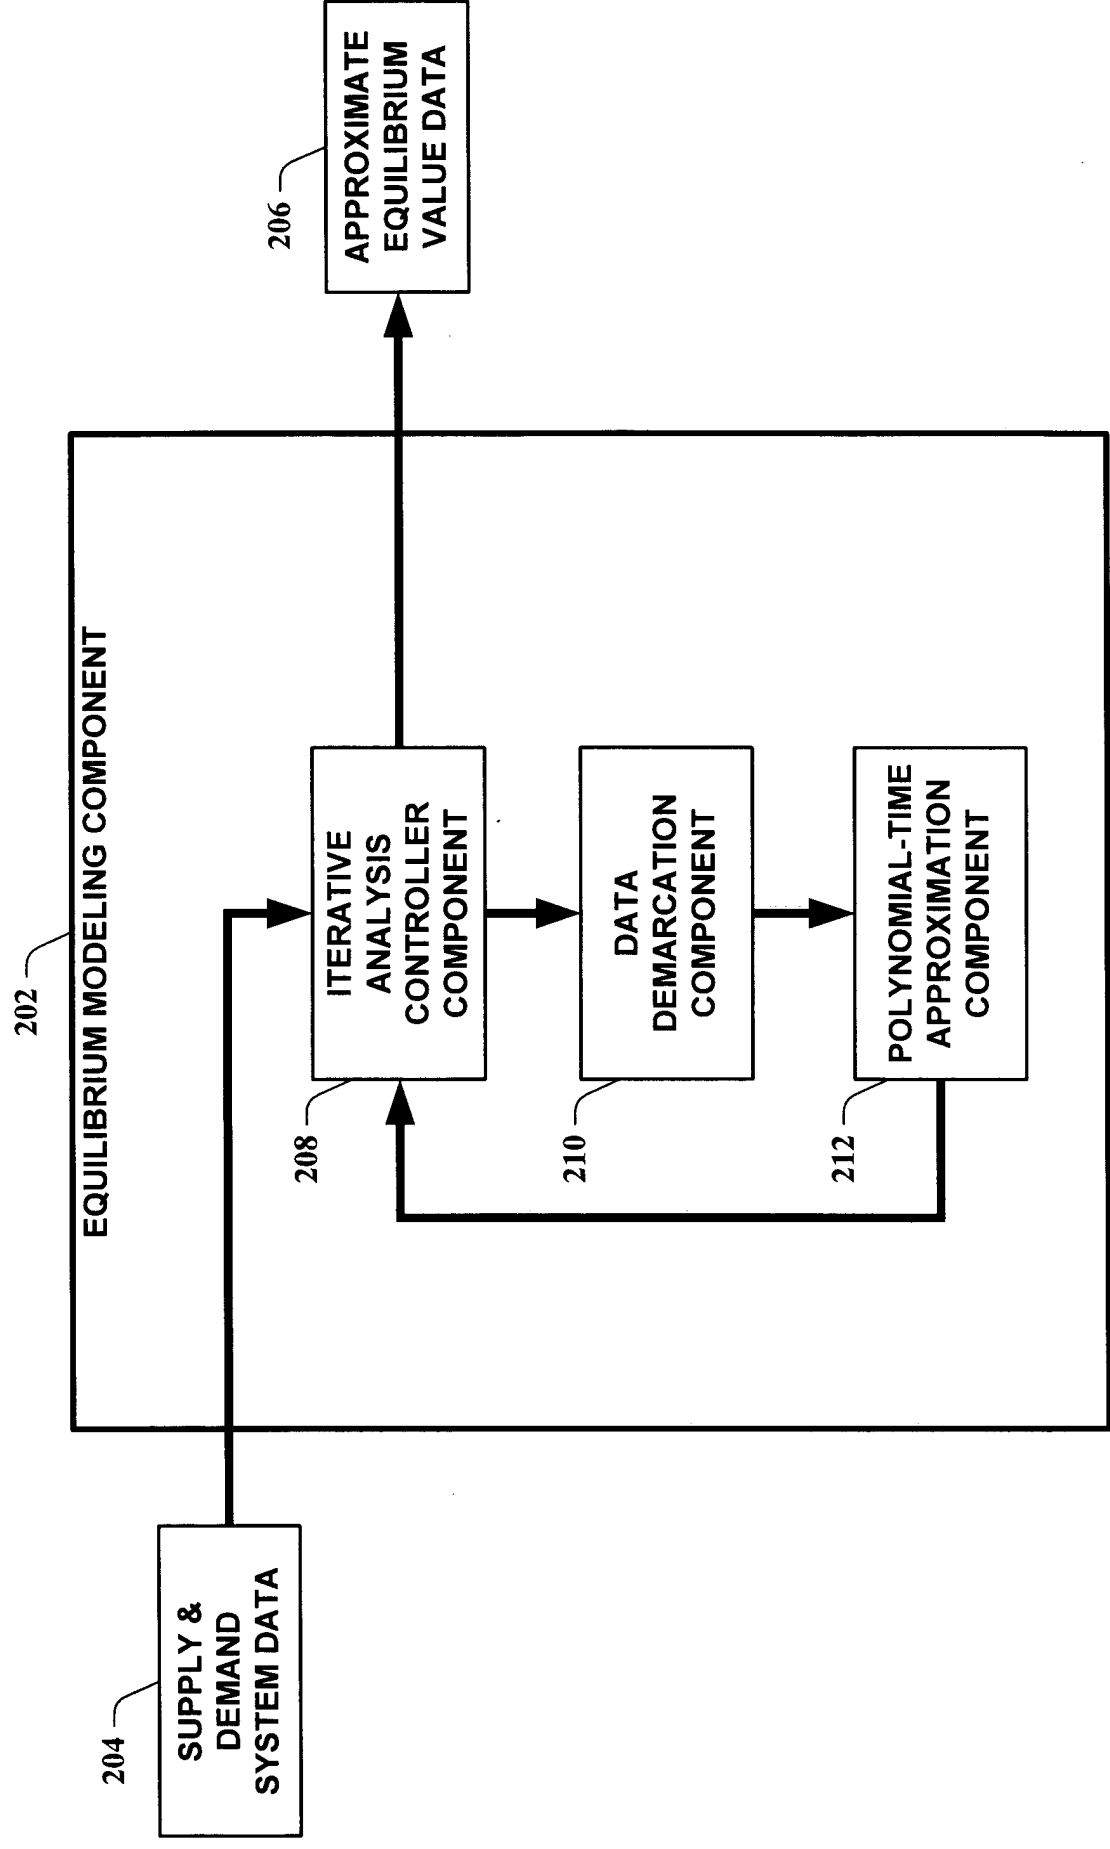 202
EQUILIBRIUM MODELING COMPONENT
204
SUPPLY &
DEMAND
SYSTEM DATA
208
ITERATIVE
ANALYSIS
CONTROLLER
COMPONENT
206
APPROXIMATE
EQUILIBRIUM
VALUE DATA
210
DATA
DEMARCATION
COMPONENT
212
POLYNOMIAL-TIME
APPROXIMATION
COMPONENT